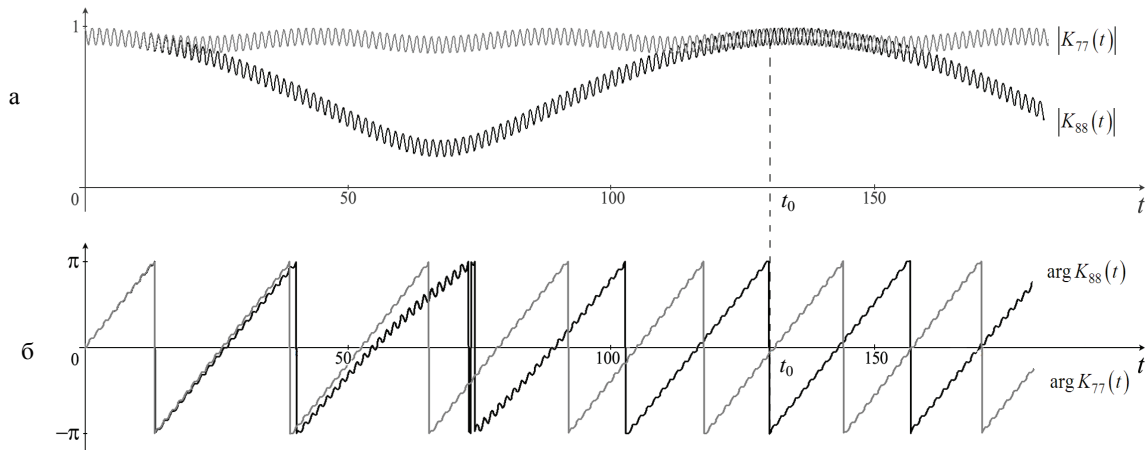 1
|K₇₇(t)|
а
|K₈₈(t)|
0 50 100 t₀ 150 t
π
arg K₈₈(t)
б
0 50 100 t₀ 150 t
arg K₇₇(t)
−π